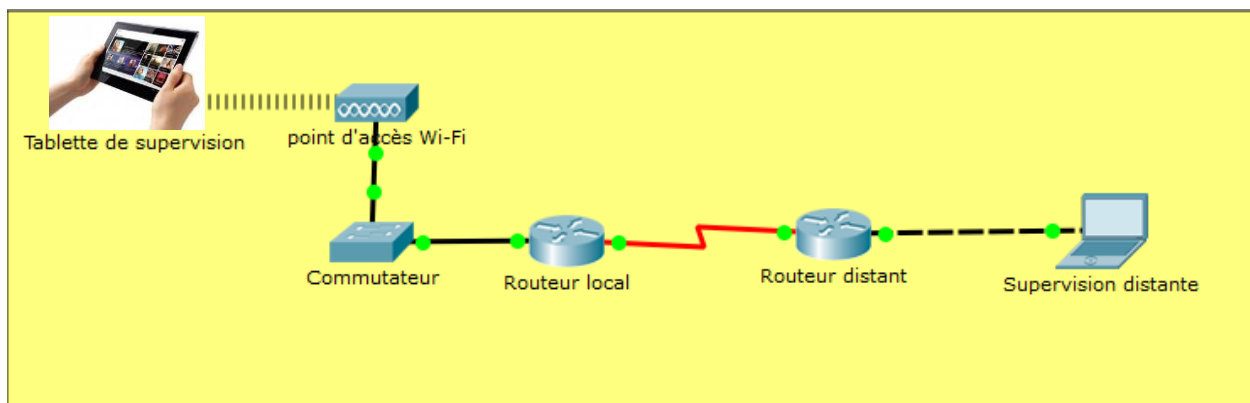 Tablette de supervision
point d'accès Wi-Fi
Commutateur
Routeur local
Routeur distant
Supervision distante